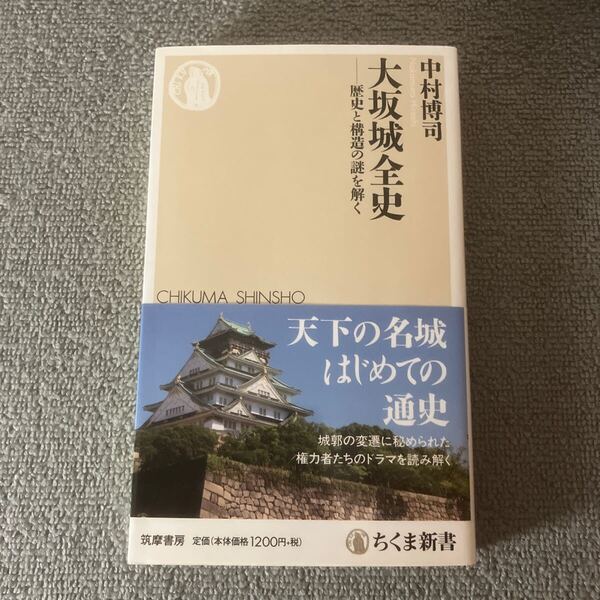 中村博司
Nakamura Hiroshi
大坂城全史
──歴史と構造の謎を解く
CHIKUMA SHINSHO
天下の名城
はじめての
通史
城郭の変遷に秘められた
権力者たちのドラマを読み解く
筑摩書房 定価(本体価格1200円+税)
ちくま新書